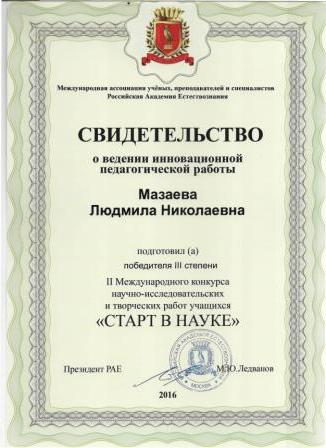 Международная ассоциация учёных, преподавателей и специалистов
Российская Академия Естествознания
СВИДЕТЕЛЬСТВО
о ведении инновационной
педагогической работы
Мазаева
Людмила Николаевна
подготовил (а)
победителя III степени
II Международного конкурса
научно-исследовательских
и творческих работ учащихся
«СТАРТ В НАУКЕ»
Президент РАЕ
М.Ю.Ледванов
МОСКВА
2016